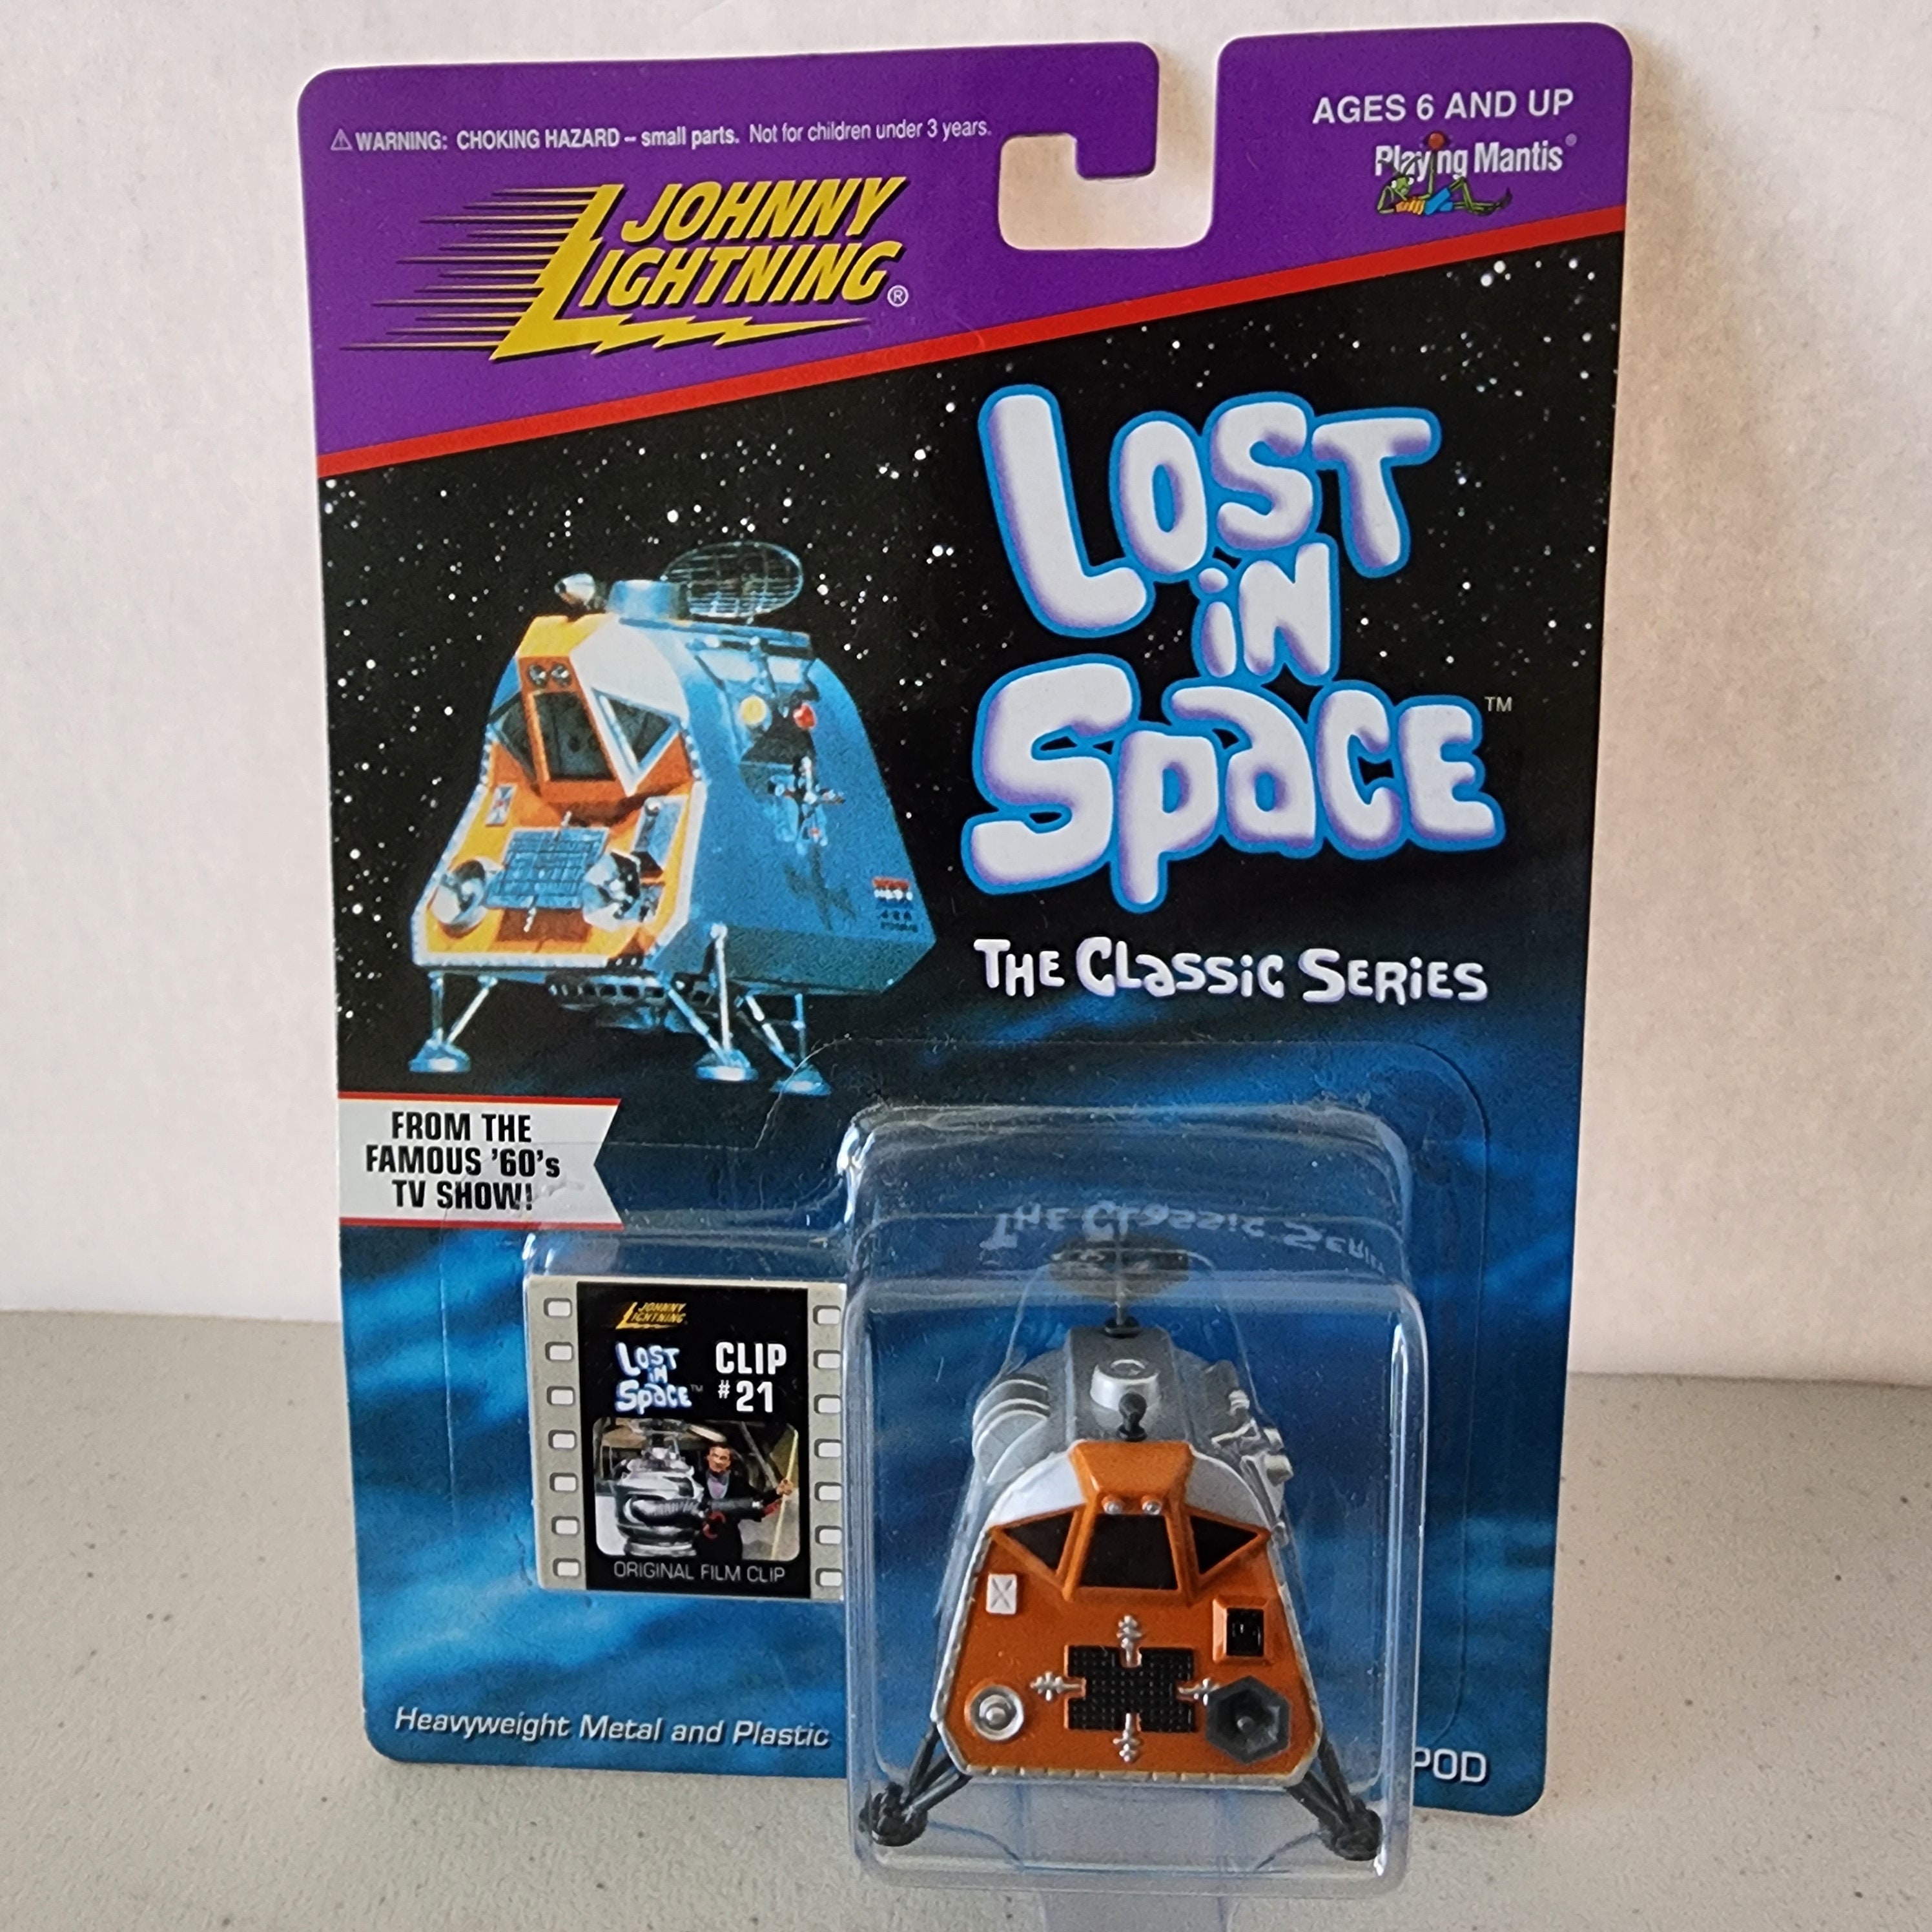 ⚠ WARNING: CHOKING HAZARD – small parts. Not for children under 3 years.
AGES 6 AND UP
Playing Mantis®
JOHNNY
LIGHTNING®
LOST
iN
SpaCE™
THE CLassiC SERiES
FROM THE
FAMOUS '60's
TV SHOW!
JOHNNY
LIGHTNING
LOST
iN
SpaCE™
CLIP
#21
ORIGINAL FILM CLIP
Heavyweight Metal and Plastic
POD